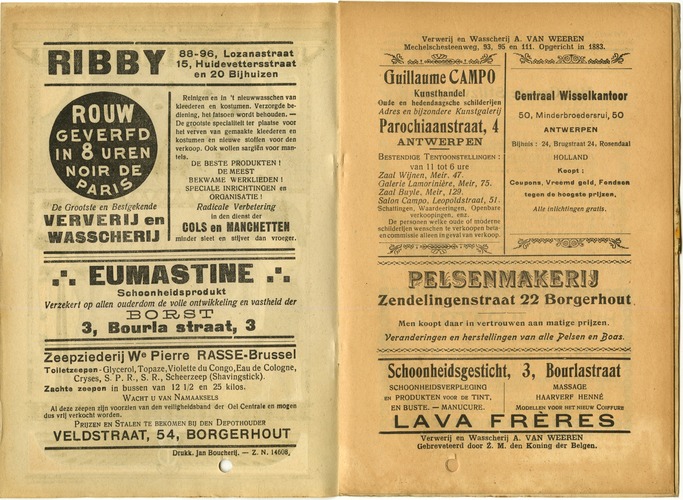 RIBBY
88-96, Lozanastraat
15, Huidevettersstraat
en 20 Bijhuizen
ROUW
GEVERFD
IN 8 UREN
NOIR DE
PARIS
De Grootste en Bestgekende
VERVERIJ en
WASSCHERIJ
Reinigen en in 't nieuwwasschen van
kleederen en kostumen. Verzorgde be-
diening, het fatsoen wordt behouden. —
De grootste specialiteit ter plaatse voor
het verven van gemaakte kleederen en
kostumen en nieuwe stoffen voor den
verkoop. Ook wollen sargiën voor man-
tels.
DE BESTE PRODUKTEN !
DE MEEST
BEKWAME WERKLIEDEN !
SPECIALE INRICHTINGEN en
ORGANISATIE !
Radicale Verbetering
in den dienst der
COLS en MANCHETTEN
minder steel en stijver dan vroeger.
EUMASTINE
Schoonheidsprodukt
Verzekert op allen ouderdom de volle ontwikkeling en vastheid der
BORST
3, Bourla straat, 3
Zeepziederij We Pierre RASSE-Brussel
Toiletzeepen-Glycerol, Topaze, Violette du Congo, Eau de Cologne,
Cryses, S. P. R., S. R., Scheerzeep (Shavingstick).
Zachte zeepen in bussen van 12 1/2 en 25 kilos.
WACHT U VAN NAMAAKSELS
Al deze zeepen zijn voorzien van den veiligheidsband der Oel Centrale en mogen
dus vrij verkocht worden.
PRIJZEN EN STALEN TE BEKOMEN BIJ DEN DEPOTHOUDER
VELDSTRAAT, 54, BORGERHOUT
Drukk. Jan Boucherij. — Z. N. 14608,
Verwerij en Wasscherij A. VAN WEEREN
Mechelschesteenweg, 93, 95 en 111. Opgericht in 1883.
Guillaume CAMPO
Kunsthandel
Oude en hedendaagsche schilderijen
Adres en bijzondere Kunstgalerij
Parochiaanstraat, 4
ANTWERPEN
BESTENDIGE TENTOONSTELLINGEN :
van 11 tot 6 ure
Zaal Wijnen, Meir. 47.
Galerie Lamorinière, Meir, 75.
Zaal Buyle, Meir, 129.
Salon Campo, Leopoldstraat, 51.
Schattingen, Waardeeringen, Openbare
verkoopingen, enz.
De personen welke oude of moderne
schilderijen wenschen te verkoopen beta-
en commissie alleen in geval van verkoop.
Centraal Wisselkantoor
50, Minderbroedersrui, 50
ANTWERPEN
Bijhuis : 24, Brugstraat 24, Rosendaal
HOLLAND
Koopt :
Coupons, Vreemd geld, Fondsen
tegen de hoogste prijzen,
Alle inlichtingen gratis.
PELSENMAKERIJ
Zendelingenstraat 22 Borgerhout
Men koopt daar in vertrouwen aan matige prijzen.
Veranderingen en herstellingen van alle Pelsen en Boas.
Schoonheidsgesticht, 3, Bourlastraat
SCHOONHEIDSVERPLEGING
EN PRODUKTEN VOOR DE TINT,
EN BUSTE. — MANUCURE.
MASSAGE
HAARVERF HENNÉ
MODELLEN VOOR HET NIEUW COIFFURE
LAVA FRÈRES
Verwerij en Wasscherij A. VAN WEEREN
Gebreveteerd door Z. M. den Koning der Belgen.